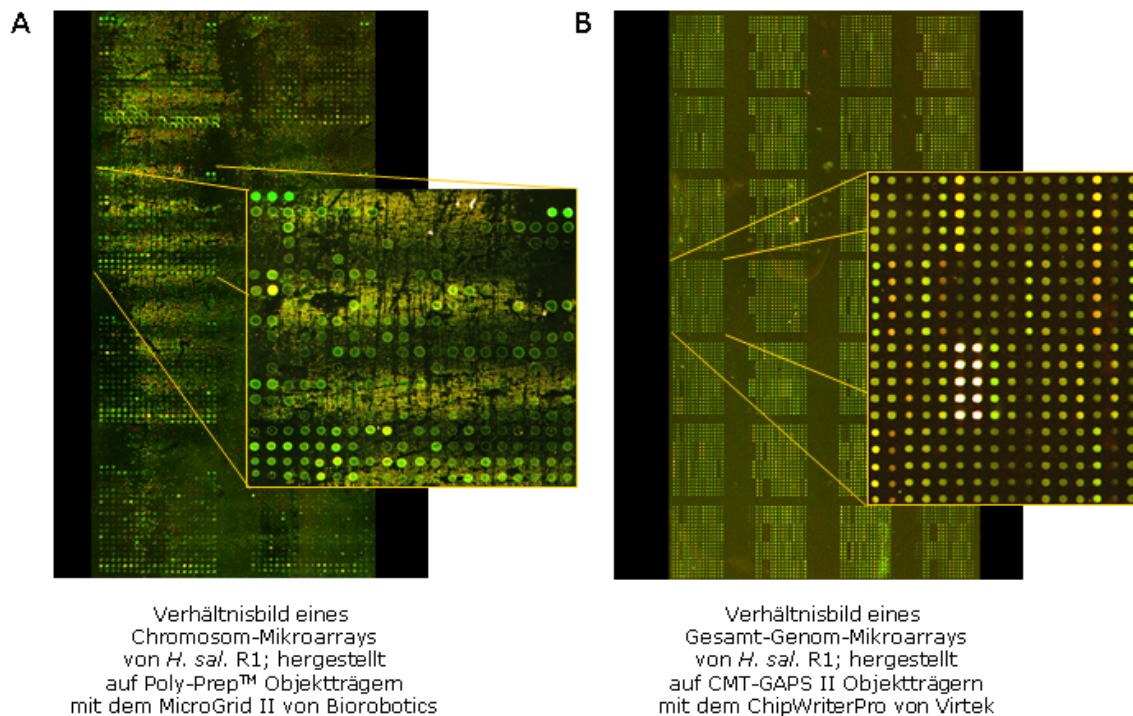 A
B
Verhältnisbild eines
Chromosom-Mikroarrays
von H. sal. R1; hergestellt
auf Poly-Prep™ Objektträgern
mit dem MicroGrid II von Biorobotics
Verhältnisbild eines
Gesamt-Genom-Mikroarrays
von H. sal. R1; hergestellt
auf CMT-GAPS II Objektträgern
mit dem ChipWriterPro von Virtek